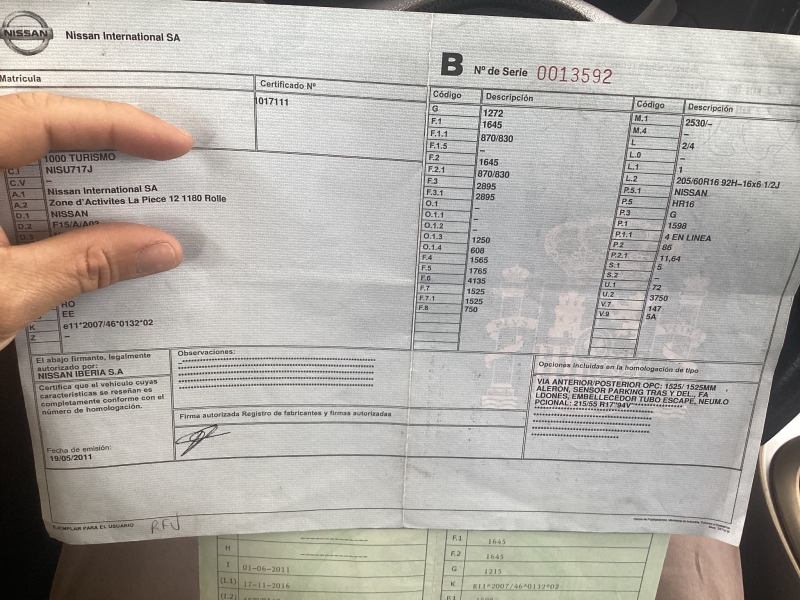 NISSAN
Nissan International SA
B Nº de Serie 0013592
Matrícula
Certificado Nº
1017111
1000 TURISMO
C.I NISU717J
C.V –
A.1 Nissan International SA
A.2 Zone d'Activites La Piece 12 1180 Rolle
D.1 NISSAN
D.2 F15/A/A02
RO
EE
K e11*2007/46*0132*02
Z –
Código Descripción
G 1272
F.1 1645
F.1.1 870/830
F.1.5 –
F.2 1645
F.2.1 870/830
F.3 2895
F.3.1 2895
O.1 –
O.1.1 –
O.1.2 –
O.1.3 1250
O.1.4 608
F.4 1565
F.5 1765
F.6 4135
F.7 1525
F.7.1 1525
F.8 750
Código Descripción
M.1 2530/–
M.4 –
L 2/4
L.0 –
L.1 1
L.2 205/60R16 92H–16x6 1/2J
P.5.1 NISSAN
P.5 HR16
P.3 G
P.1 1598
P.1.1 4 EN LINEA
P.2 86
P.2.1 11,64
S.1 5
S.2 –
U.1 72
U.2 3750
V.7 147
V.9 5A
El abajo firmante, legalmente
autorizado por:
NISSAN IBERIA S.A
Certifica que el vehículo cuyas
características se reseñan es
completamente conforme con el
número de homologación.
Fecha de emisión:
19/05/2011
Observaciones:
Firma autorizada Registro de fabricantes y firmas autorizadas
Opciones incluidas en la homologación de tipo
VIA ANTERIOR/POSTERIOR OPC: 1525/ 1525MM ,
ALERON, SENSOR PARKING TRAS Y DEL., FA
LDONES, EMBELLECEDOR TUBO ESCAPE, NEUM.O
PCIONAL: 215/55 R17"94V"
EJEMPLAR PARA EL USUARIO
H
I 01-06-2011
(I.1) 17-11-2016
(I.2)
F.1 1645
F.2 1645
G 1215
K E11*2007/46*0132*02